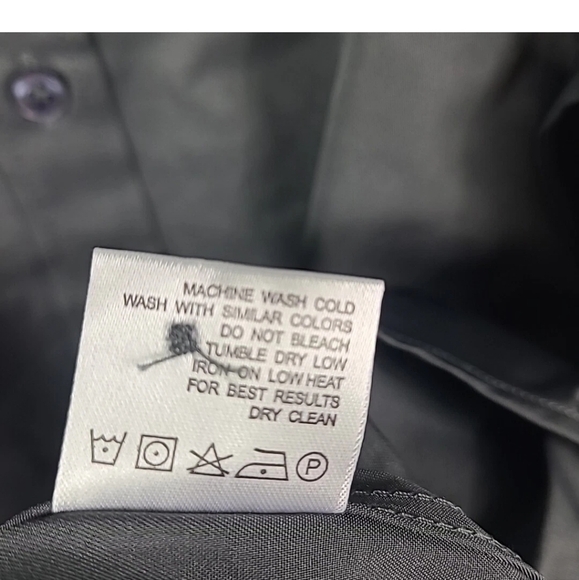 MACHINE WASH COLD
WASH WITH SIMILAR COLORS
DO NOT BLEACH
TUMBLE DRY LOW
IRON ON LOW HEAT
FOR BEST RESULTS
DRY CLEAN
P